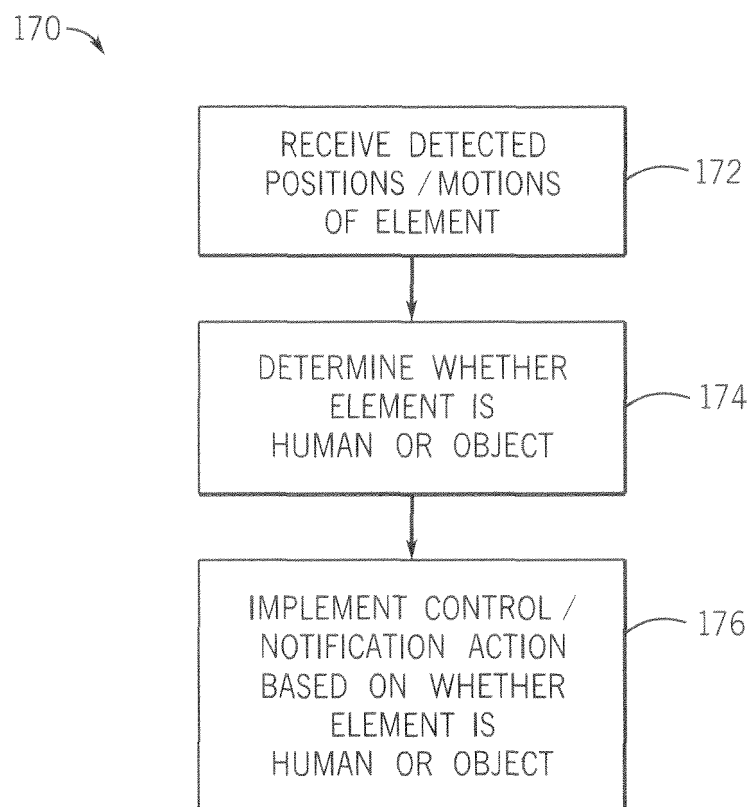 170
RECEIVE DETECTED
POSITIONS / MOTIONS
OF ELEMENT
172
DETERMINE WHETHER
ELEMENT IS
HUMAN OR OBJECT
174
IMPLEMENT CONTROL /
NOTIFICATION ACTION
BASED ON WHETHER
ELEMENT IS
HUMAN OR OBJECT
176